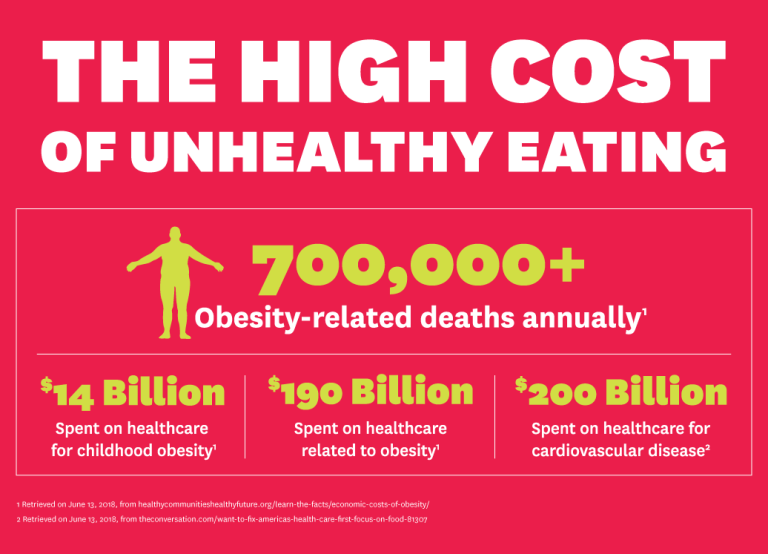 THE HIGH COST
OF UNHEALTHY EATING
700,000+
Obesity-related deaths annually¹
$14 Billion
Spent on healthcare
for childhood obesity¹
$190 Billion
Spent on healthcare
related to obesity¹
$200 Billion
Spent on healthcare for
cardiovascular disease²
1 Retrieved on June 13, 2018, from healthycommunitieshealthyfuture.org/learn-the-facts/economic-costs-of-obesity/
2 Retrieved on June 13, 2018, from theconversation.com/want-to-fix-americas-health-care-first-focus-on-food-81307